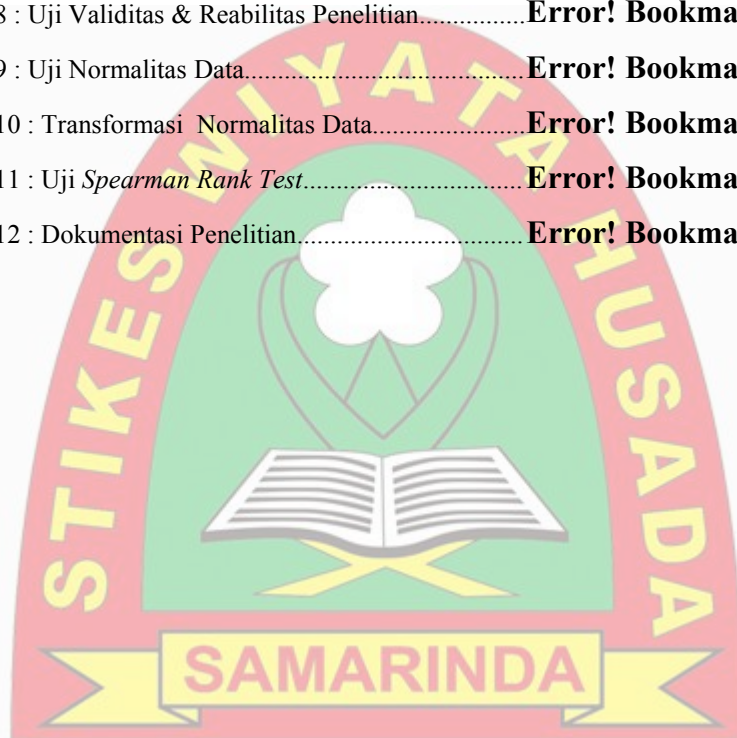 8 : Uji Validitas & Reabilitas Penelitian................Error! Bookma
9 : Uji Normalitas Data..........................................Error! Bookma
10 : Transformasi Normalitas Data.......................Error! Bookma
11 : Uji Spearman Rank Test.................................Error! Bookma
12 : Dokumentasi Penelitian..................................Error! Bookma
STIKES WIYATA HUSADA
SAMARINDA